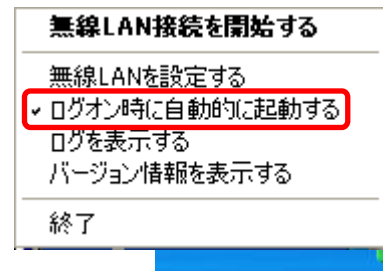 無線LAN接続を開始する
無線LANを設定する
ログオン時に自動的に起動する
ログを表示する
バージョン情報を表示する
終了